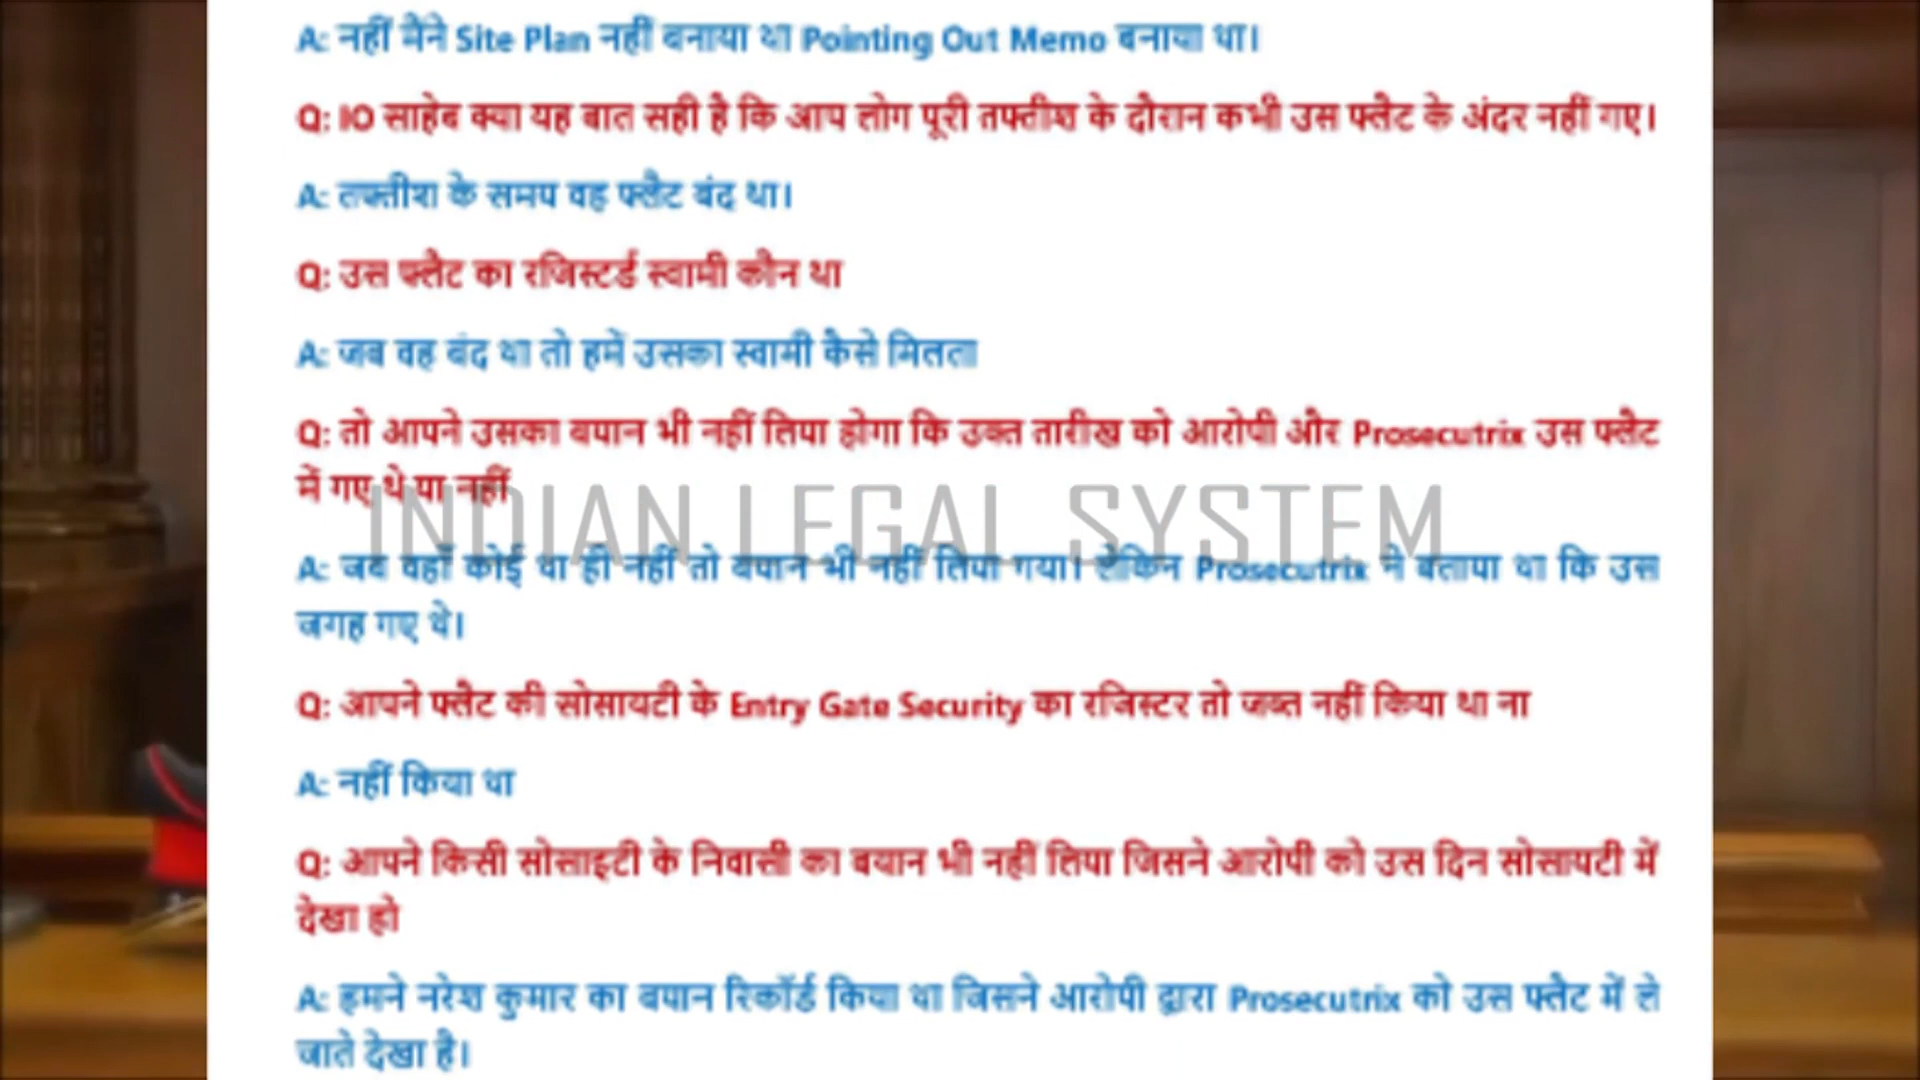 A: नहीं मैने Site Plan नहीं बनाया था Pointing Out Memo बनाया था।
Q: IO साहेब क्या यह बात सही है कि आप लोग पूरी तफ्तीश के दौरान कभी उस फ्लैट के अंदर नहीं गए।
A: तफ्तीश के समय वह फ्लैट बंद था।
Q: उस फ्लैट का रजिस्टर्ड स्वामी कौन था
A: जब वह बंद था तो हमें उसका स्वामी कैसे मिलता
Q: तो आपने उसका बयान भी नहीं लिया होगा कि उक्त तारीख को आरोपी और Prosecutrix उस फ्लैट
में गए थे या नहीं
INDIAN LEGAL SYSTEM
A: जब वहाँ कोई था ही नहीं तो बयान भी नहीं लिया गया। लेकिन Prosecutrix ने बताया था कि उस
जगह गए थे।
Q: आपने फ्लैट की सोसायटी के Entry Gate Security का रजिस्टर तो जब्त नहीं किया था ना
A: नहीं किया था
Q: आपने किसी सोसाइटी के निवासी का बयान भी नहीं लिया जिसने आरोपी को उस दिन सोसायटी में
देखा हो
A: हमने नरेश कुमार का बयान रिकॉर्ड किया था जिसने आरोपी द्वारा Prosecutrix को उस फ्लैट में ले
जाते देखा है।